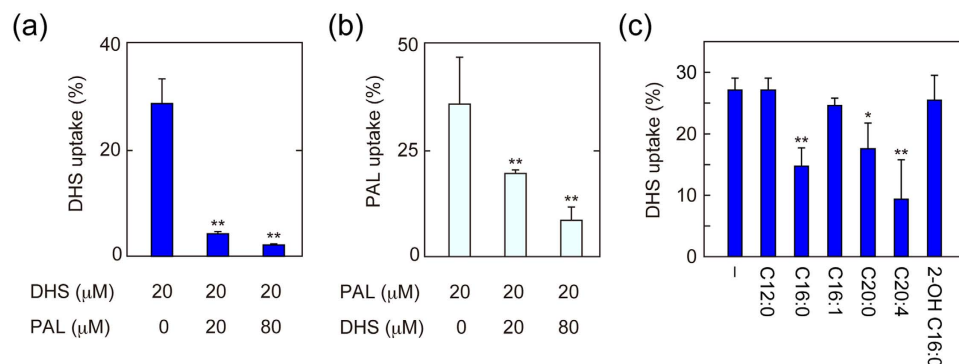 (a)
DHS uptake (%)
40
20
0
**
**
DHS (μM) 20 20 20
PAL (μM) 0 20 80
(b)
PAL uptake (%)
50
25
0
**
**
PAL (μM) 20 20 20
DHS (μM) 0 20 80
(c)
DHS uptake (%)
30
20
10
0
**
*
**
–
C12:0
C16:0
C16:1
C20:0
C20:4
2-OH C16:0